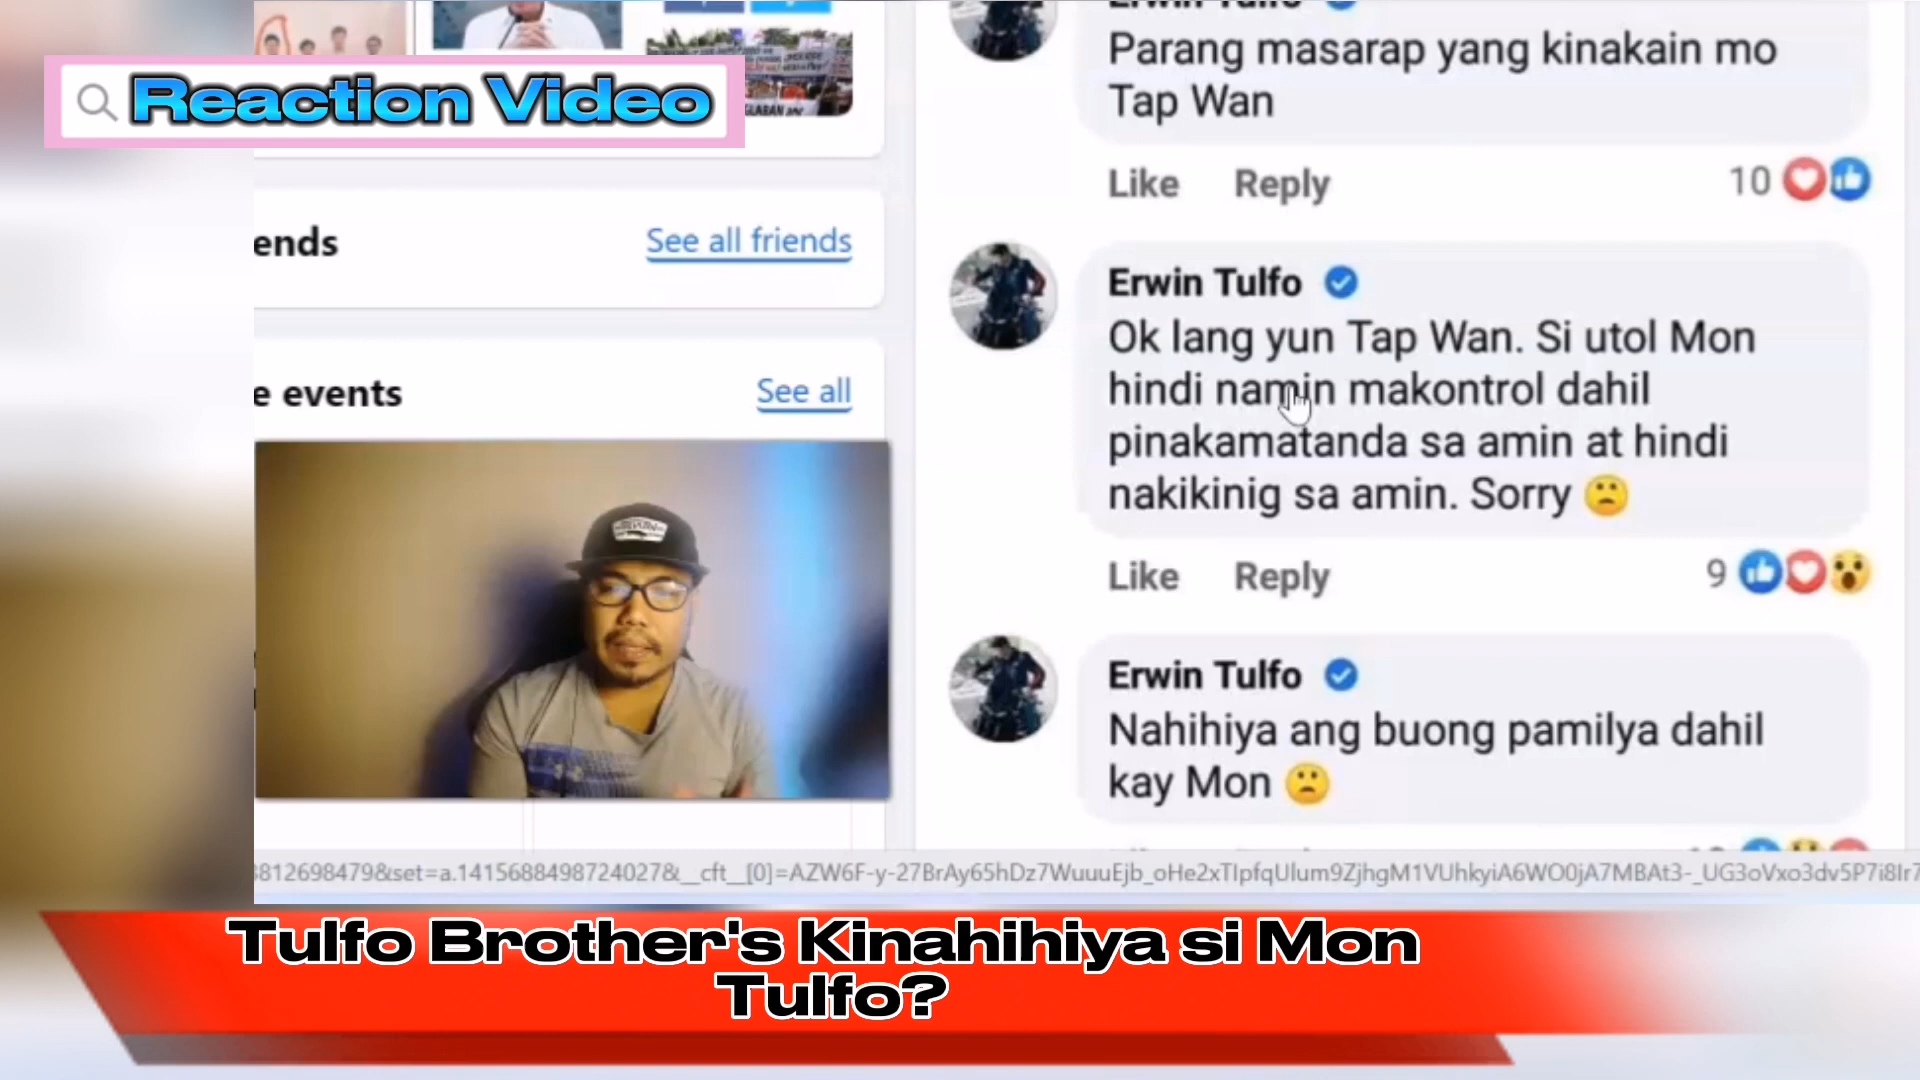 Reaction Video
ends
See all friends
e events
See all
Erwin Tulfo
Parang masarap yang kinakain mo
Tap Wan
Like Reply 10
Erwin Tulfo
Ok lang yun Tap Wan. Si utol Mon
hindi namin makontrol dahil
pinakamatanda sa amin at hindi
nakikinig sa amin. Sorry 🙁
Like Reply 9
Erwin Tulfo
Nahihiya ang buong pamilya dahil
kay Mon 🙁
Tulfo Brother's Kinahihiya si Mon
Tulfo?